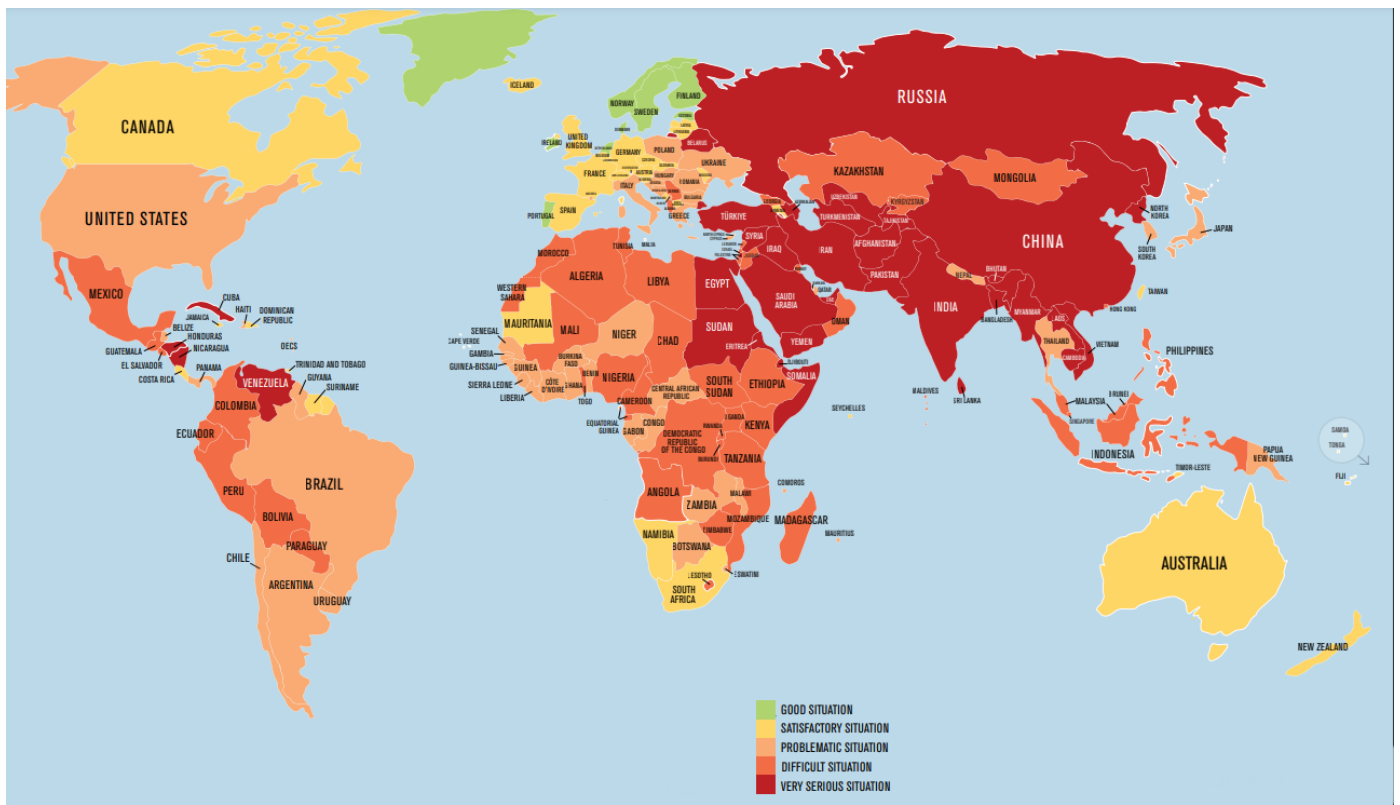 CANADA
UNITED STATES
MEXICO
CUBA
HAITI
DOMINICAN
REPUBLIC
JAMAICA
BELIZE
HONDURAS
GUATEMALA
NICARAGUA
EL SALVADOR
COSTA RICA
PANAMA
OECS
TRINIDAD AND TOBAGO
VENEZUELA
GUYANA
SURINAME
COLOMBIA
ECUADOR
PERU
BRAZIL
BOLIVIA
PARAGUAY
CHILE
ARGENTINA
URUGUAY
ICELAND
NORWAY
SWEDEN
FINLAND
IRELAND
UNITED
KINGDOM
GERMANY
POLAND
BELARUS
UKRAINE
FRANCE
AUSTRIA
HUNGARY
ROMANIA
ITALY
BULGARIA
GREECE
PORTUGAL
SPAIN
MALTA
RUSSIA
KAZAKHSTAN
MONGOLIA
UZBEKISTAN
KYRGYZSTAN
TURKMENISTAN
TAJIKISTAN
TÜRKIYE
SYRIA
IRAQ
IRAN
AFGHANISTAN
PAKISTAN
CHINA
NORTH
KOREA
SOUTH
KOREA
JAPAN
TAIWAN
HONG KONG
NEPAL
BHUTAN
INDIA
BANGLADESH
MYANMAR
LAOS
THAILAND
VIETNAM
CAMBODIA
PHILIPPINES
SAUDI
ARABIA
QATAR
OMAN
YEMEN
MOROCCO
TUNISIA
ALGERIA
LIBYA
EGYPT
WESTERN
SAHARA
MAURITANIA
MALI
NIGER
CHAD
SUDAN
ERITREA
DJIBOUTI
SOMALIA
CAPE VERDE
SENEGAL
GAMBIA
GUINEA-BISSAU
GUINEA
SIERRA LEONE
LIBERIA
BURKINA
FASO
CÔTE
D'IVOIRE
GHANA
TOGO
BENIN
NIGERIA
CAMEROON
CENTRAL AFRICAN
REPUBLIC
SOUTH
SUDAN
ETHIOPIA
EQUATORIAL
GUINEA
GABON
CONGO
DEMOCRATIC
REPUBLIC
OF THE CONGO
UGANDA
RWANDA
BURUNDI
KENYA
TANZANIA
ANGOLA
ZAMBIA
MALAWI
MOZAMBIQUE
ZIMBABWE
NAMIBIA
BOTSWANA
SOUTH
AFRICA
LESOTHO
ESWATINI
COMOROS
MADAGASCAR
MAURITIUS
SEYCHELLES
MALDIVES
SRI LANKA
MALAYSIA
BRUNEI
SINGAPORE
INDONESIA
TIMOR-LESTE
PAPUA
NEW GUINEA
SAMOA
TONGA
FIJI
AUSTRALIA
NEW ZEALAND
GOOD SITUATION
SATISFACTORY SITUATION
PROBLEMATIC SITUATION
DIFFICULT SITUATION
VERY SERIOUS SITUATION